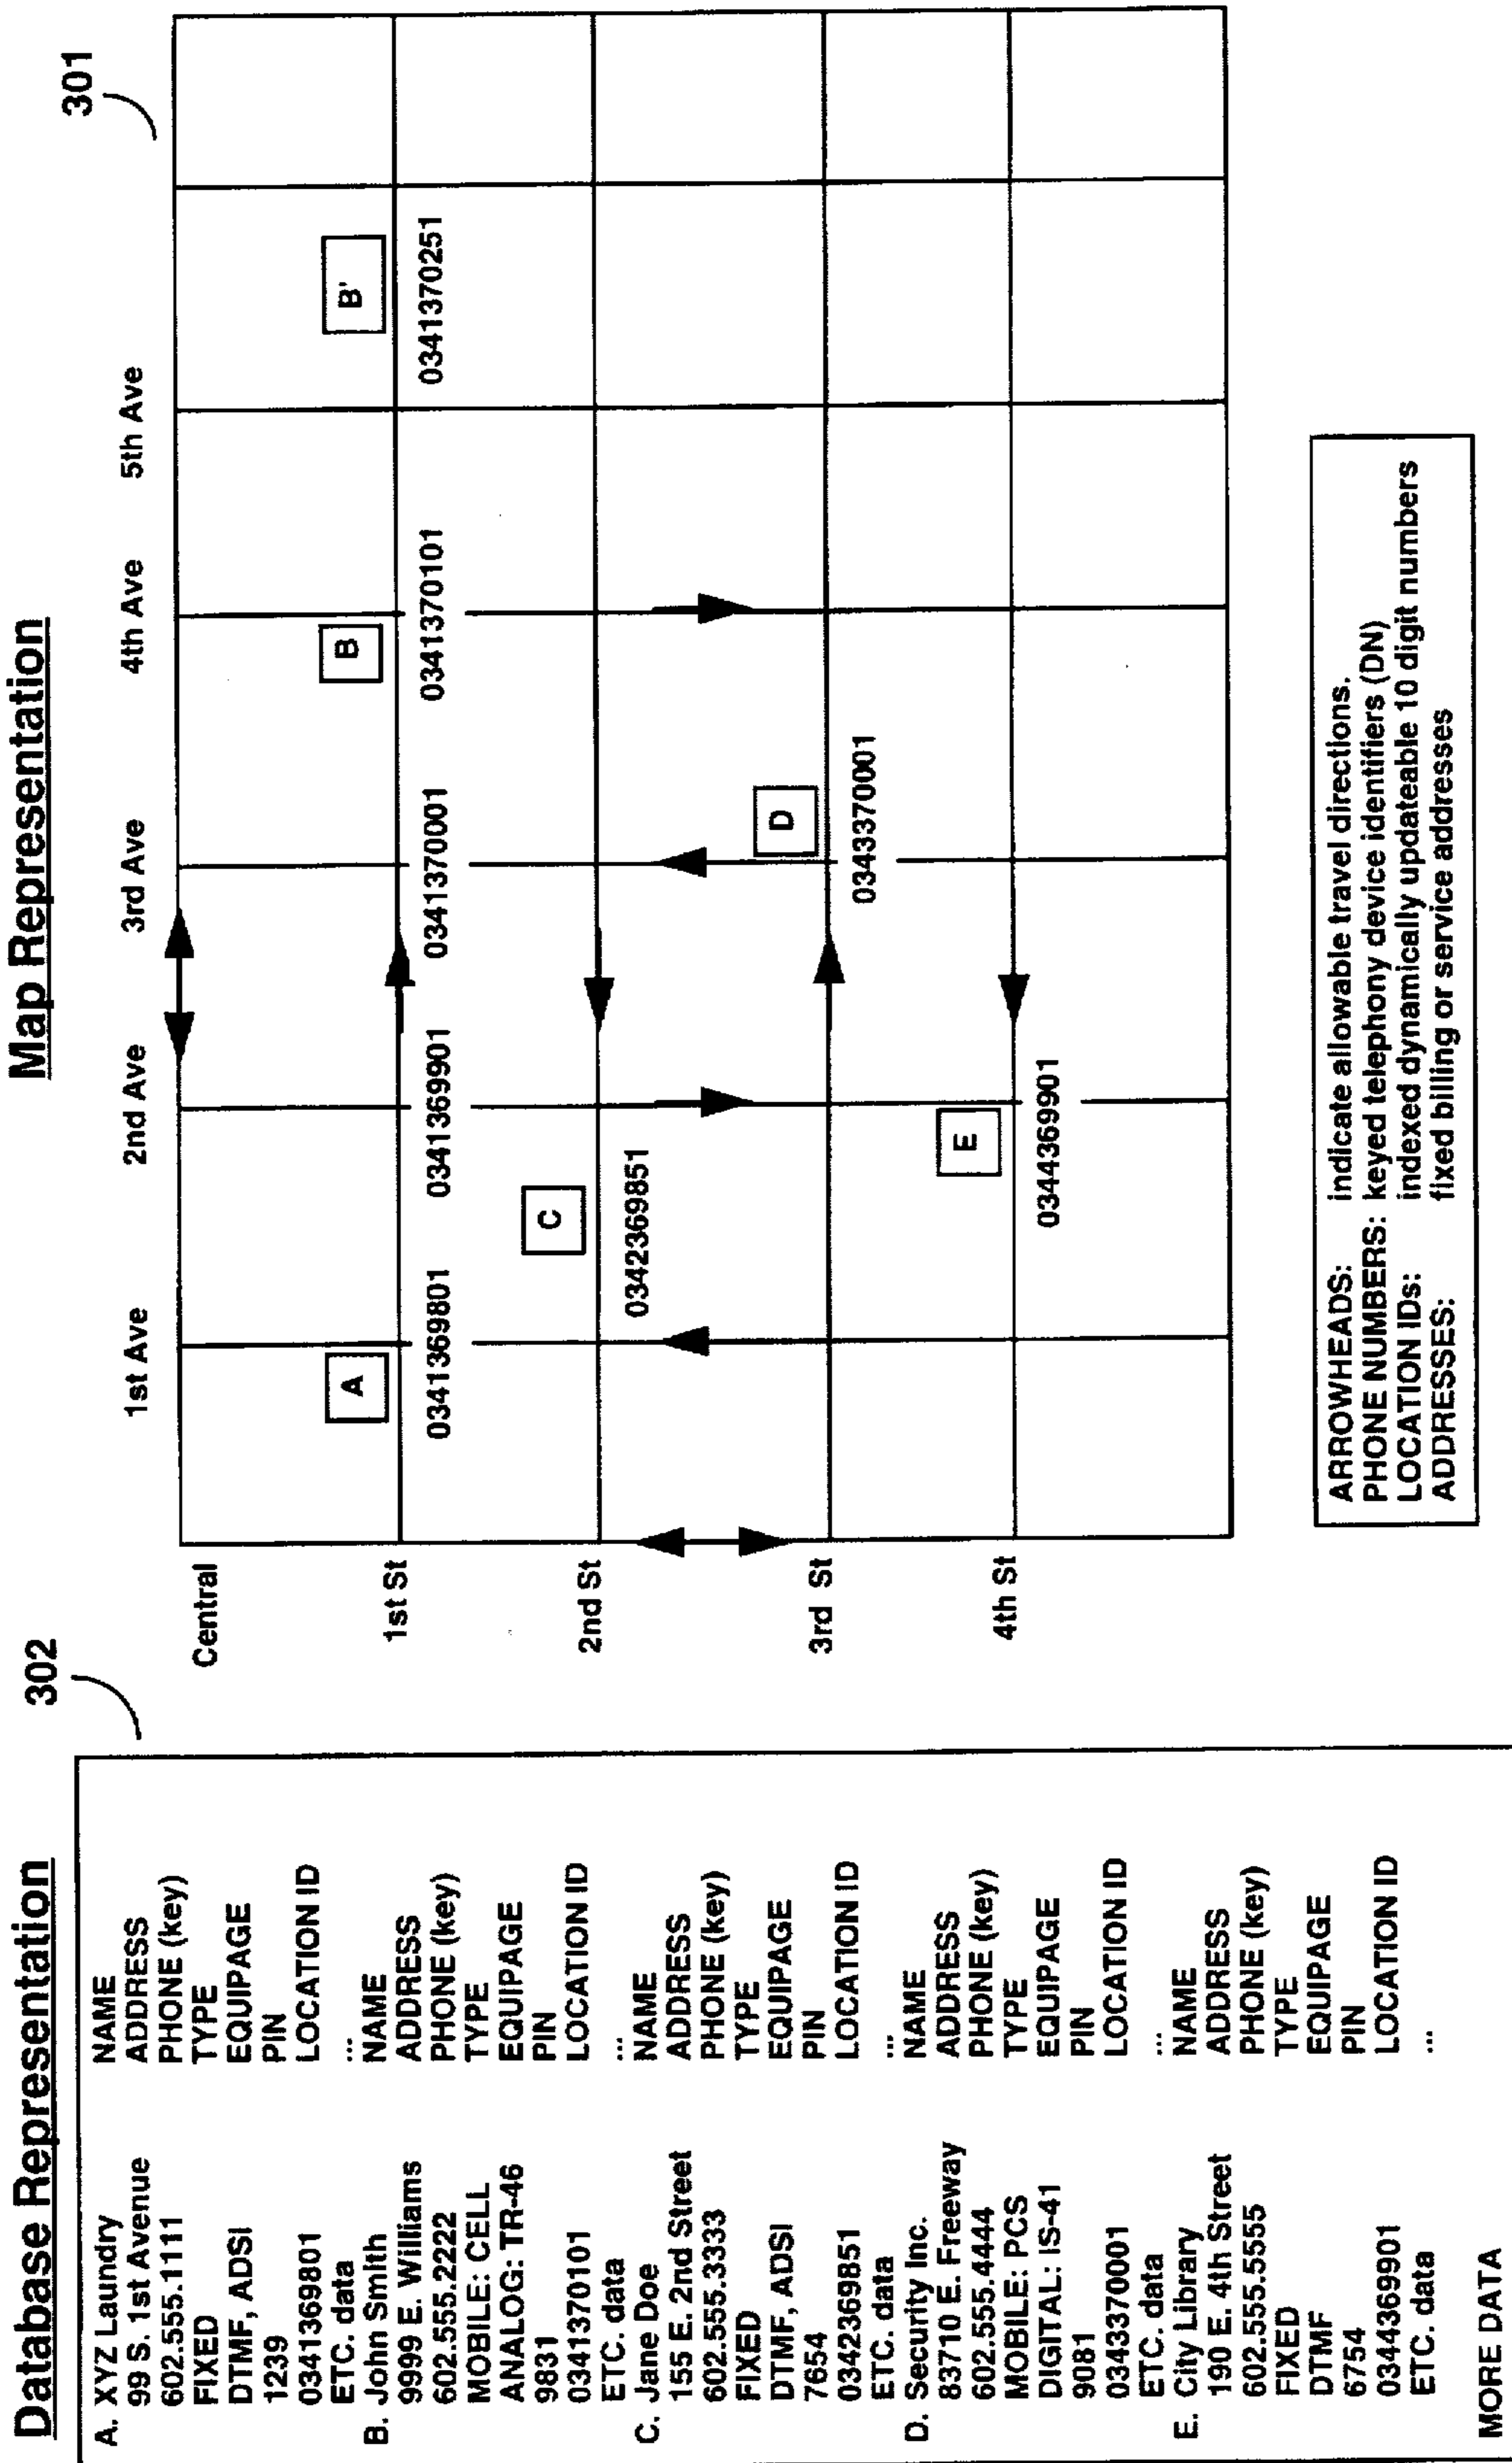 Database Representation
302
A. XYZ Laundry NAME
99 S. 1st Avenue ADDRESS
602.555.1111 PHONE (key)
FIXED TYPE
DTMF, ADSI EQUIPAGE
1239 PIN
0341369801 LOCATION ID
ETC. data ...
B. John Smith NAME
9999 E. Williams ADDRESS
602.555.2222 PHONE (key)
MOBILE: CELL TYPE
ANALOG: TR-46 EQUIPAGE
9831 PIN
0341370101 LOCATION ID
ETC. data ...
C. Jane Doe NAME
155 E. 2nd Street ADDRESS
602.555.3333 PHONE (key)
FIXED TYPE
DTMF, ADSI EQUIPAGE
7654 PIN
0342369851 LOCATION ID
ETC. data ...
D. Security Inc. NAME
83710 E. Freeway ADDRESS
602.555.4444 PHONE (key)
MOBILE: PCS TYPE
DIGITAL: IS-41 EQUIPAGE
9081 PIN
0343370001 LOCATION ID
ETC. data ...
E. City Library NAME
190 E. 4th Street ADDRESS
602.555.5555 PHONE (key)
FIXED TYPE
DTMF EQUIPAGE
6754 PIN
0344369901 LOCATION ID
ETC. data ...
MORE DATA
Map Representation
301
1st Ave 2nd Ave 3rd Ave 4th Ave 5th Ave
Central
A B B'
1st St
0341369801 0341369901 0341370001 0341370101 0341370251
C
2nd St
0342369851
D
3rd St
0343370001
E
4th St
0344369901
ARROWHEADS: indicate allowable travel directions.
PHONE NUMBERS: keyed telephony device identifiers (DN)
LOCATION IDs: indexed dynamically updateable 10 digit numbers
ADDRESSES: fixed billing or service addresses